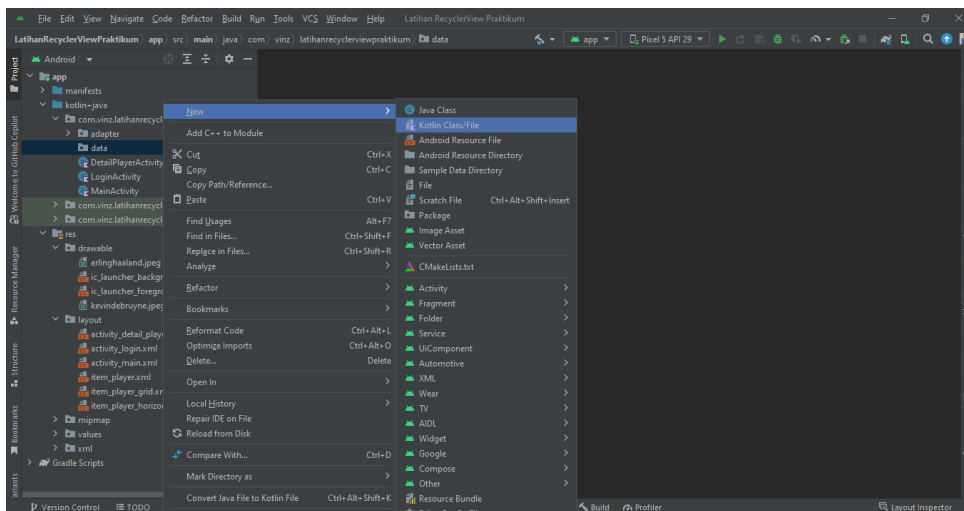 File Edit View Navigate Code Refactor Build Run Tools VCS Window Help Latihan RecyclerView Praktikum
LatihanRecyclerViewPraktikum app src main java com vinz latihanrecyclerviewpraktikum data app Pixel 5 API 29
Project
Welcome to GitHub Copilot
Resource Manager
Structure
Bookmarks
Android
app
manifests
kotlin+java
com.vinz.latihanrecycl
adapter
data
DetailPlayerActivity
LoginActivity
MainActivity
com.vinz.latihanrecycl
com.vinz.latihanrecycl
res
drawable
erlinghaaland.jpeg
ic_launcher_backgr
ic_launcher_foregro
kevindebruyne.jpeg
layout
activity_detail_playe
activity_login.xml
activity_main.xml
item_player.xml
item_player_grid.xr
item_player_horizon
mipmap
values
xml
Gradle Scripts
New
Add C++ to Module
Cut Ctrl+X
Copy Ctrl+C
Copy Path/Reference...
Paste Ctrl+V
Find Usages Alt+F7
Find in Files... Ctrl+Shift+F
Replace in Files... Ctrl+Shift+R
Analyze
Refactor
Bookmarks
Reformat Code Ctrl+Alt+L
Optimize Imports Ctrl+Alt+O
Delete... Delete
Open In
Local History
Repair IDE on File
Reload from Disk
Compare With... Ctrl+D
Mark Directory as
Convert Java File to Kotlin File Ctrl+Alt+Shift+K
Java Class
Kotlin Class/File
Android Resource File
Android Resource Directory
Sample Data Directory
File
Scratch File Ctrl+Alt+Shift+Insert
Package
Image Asset
Vector Asset
CMakeLists.txt
Activity
Fragment
Folder
Service
UiComponent
Automotive
XML
Wear
TV
AIDL
Widget
Google
Compose
Other
Resource Bundle
Version Control TODO Build Profiler Layout Inspector